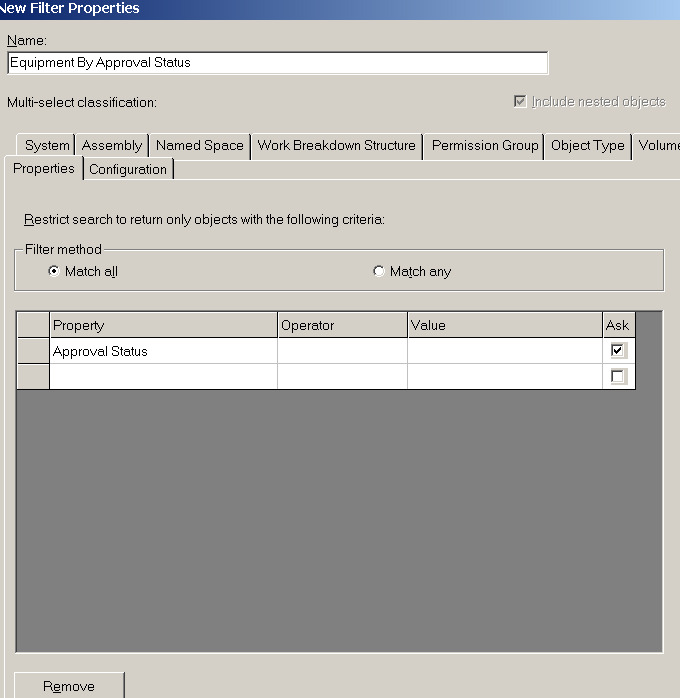 New Filter Properties
Name:
Equipment By Approval Status
Multi-select classification:
Include nested objects
System Assembly Named Space Work Breakdown Structure Permission Group Object Type Volume
Properties Configuration
Restrict search to return only objects with the following criteria:
Filter method
Match all Match any
Property Operator Value Ask
Approval Status
Remove